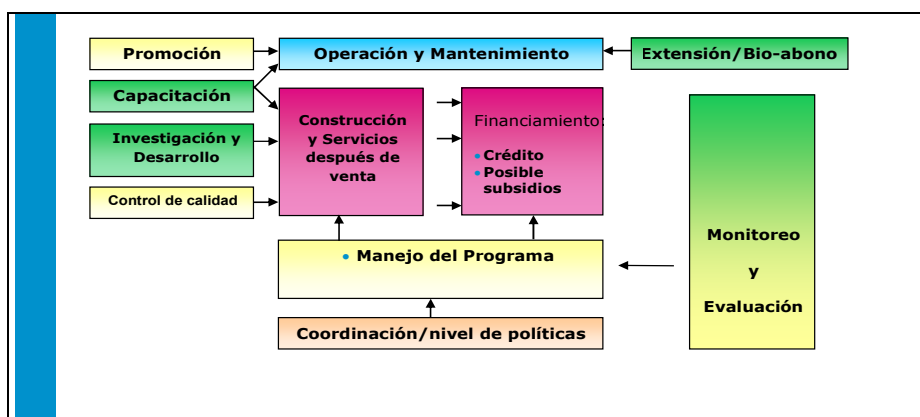 Promoción
Operación y Mantenimiento
Extensión/Bio-abono
Capacitación
Construcción
y Servicios
después de
venta
Financiamiento:
• Crédito
• Posible
subsidios
Investigación y
Desarrollo
Control de calidad
Monitoreo
y
Evaluación
• Manejo del Programa
Coordinación/nivel de políticas